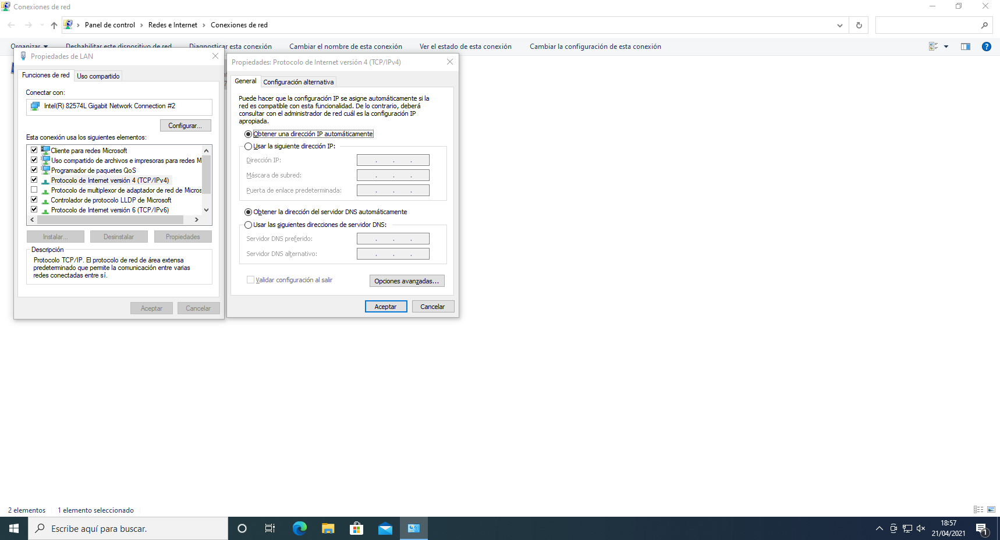 Conexiones de red
Panel de control
Redes e Internet
Conexiones de red
Organizar
Deshabilitar este dispositivo de red
Diagnosticar esta conexión
Cambiar el nombre de esta conexión
Ver el estado de esta conexión
Cambiar la configuración de esta conexión
Propiedades de LAN
Funciones de red
Uso compartido
Conectar con:
Intel(R) 82574L Gigabit Network Connection #2
Configurar...
Esta conexión usa los siguientes elementos:
Cliente para redes Microsoft
Uso compartido de archivos e impresoras para redes M
Programador de paquetes QoS
Protocolo de Internet versión 4 (TCP/IPv4)
Protocolo de multiplexor de adaptador de red de Micros
Controlador de protocolo LLDP de Microsoft
Protocolo de Internet versión 6 (TCP/IPv6)
Instalar...
Desinstalar
Propiedades
Descripción
Protocolo TCP/IP. El protocolo de red de área extensa
predeterminado que permite la comunicación entre varias
redes conectadas entre sí.
Aceptar
Cancelar
Propiedades: Protocolo de Internet versión 4 (TCP/IPv4)
General
Configuración alternativa
Puede hacer que la configuración IP se asigne automáticamente si la
red es compatible con esta funcionalidad. De lo contrario, deberá
consultar con el administrador de red cuál es la configuración IP
apropiada.
Obtener una dirección IP automáticamente
Usar la siguiente dirección IP:
Dirección IP:
Máscara de subred:
Puerta de enlace predeterminada:
Obtener la dirección del servidor DNS automáticamente
Usar las siguientes direcciones de servidor DNS:
Servidor DNS preferido:
Servidor DNS alternativo:
Validar configuración al salir
Opciones avanzadas...
Aceptar
Cancelar
2 elementos
1 elemento seleccionado
Escribe aquí para buscar.
18:57
21/04/2021
1